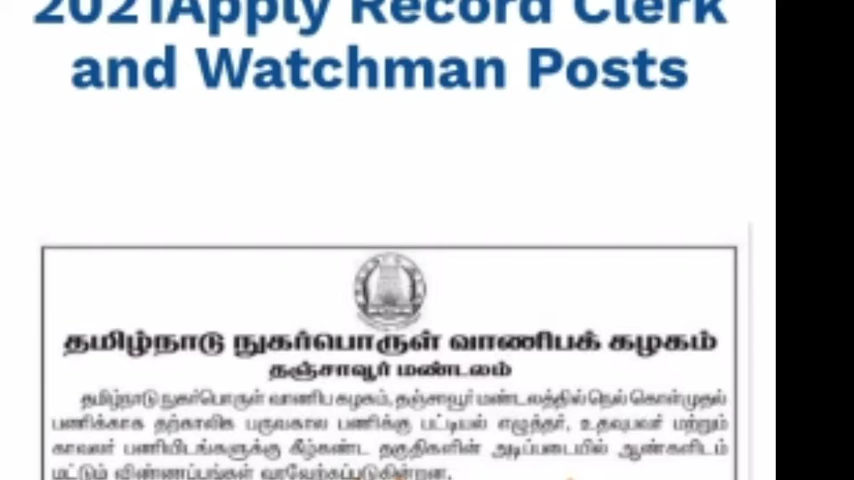 2021Apply Record Clerk
and Watchman Posts
தமிழ்நாடு நுகர்பொருள் வாணிபக் கழகம்
தஞ்சாவூர் மண்டலம்
தமிழ்நாடு நுகர்பொருள் வாணிப கழகம், தஞ்சாவூர் மண்டலத்தில் நெல் கொள்முதல்
பணிக்காக தற்காலிக பருவகால பணிக்கு பட்டியல் எழுத்தர், உதவுபவர் மற்றும்
காவலர் பணியிடங்களுக்கு கீழ்கண்ட தகுதிகளின் அடிப்படையில் ஆண்களிடம்
மட்டும் விண்ணப்பங்கள் வரவேற்கப்படுகின்றன.